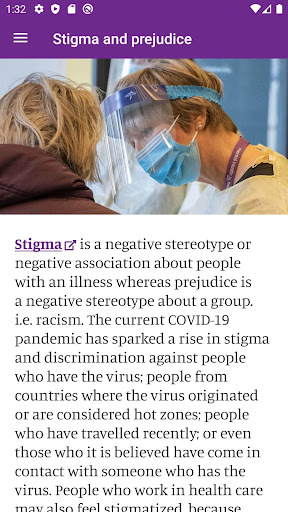 1:32
Stigma and prejudice
Stigma is a negative stereotype or
negative association about people
with an illness whereas prejudice is
a negative stereotype about a group.
i.e. racism. The current COVID-19
pandemic has sparked a rise in stigma
and discrimination against people
who have the virus; people from
countries where the virus originated
or are considered hot zones; people
who have travelled recently; or even
those who it is believed have come in
contact with someone who has the
virus. People who work in health care
may also feel stigmatized, because